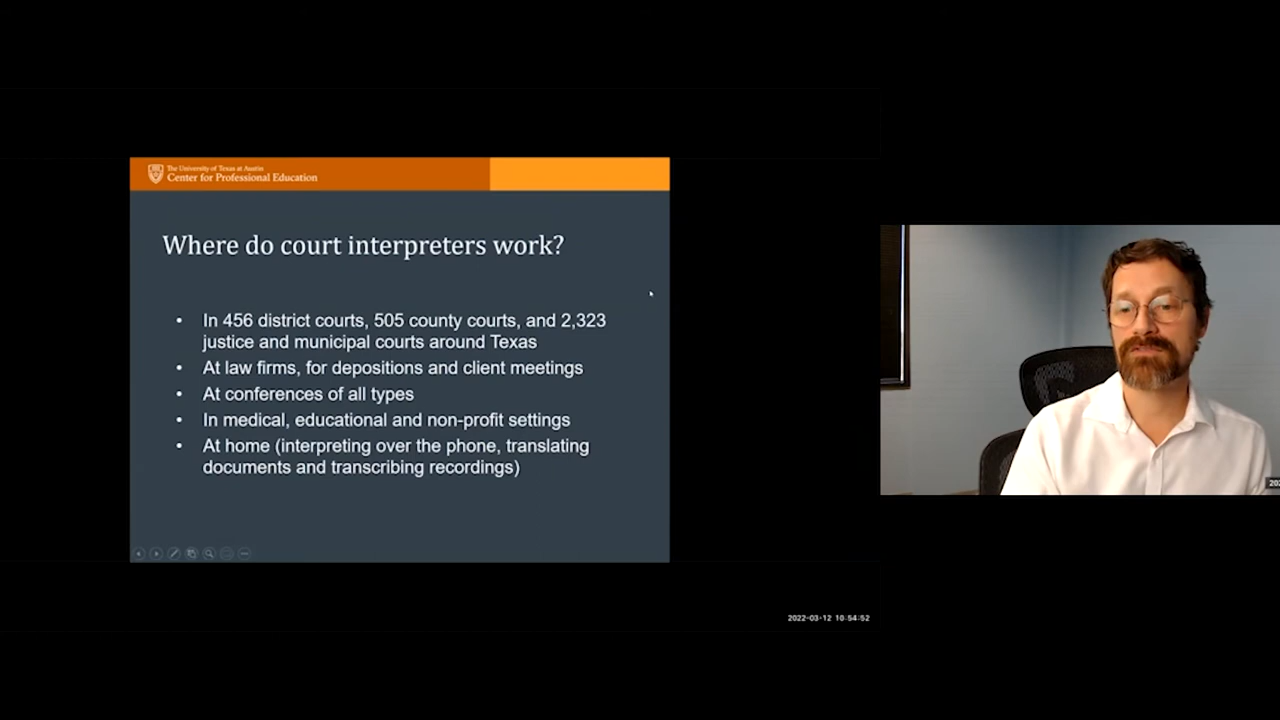 The University of Texas at Austin
Center for Professional Education
Where do court interpreters work?
• In 456 district courts, 505 county courts, and 2,323
justice and municipal courts around Texas
• At law firms, for depositions and client meetings
• At conferences of all types
• In medical, educational and non-profit settings
• At home (interpreting over the phone, translating
documents and transcribing recordings)
2022-03-12 10:54:52